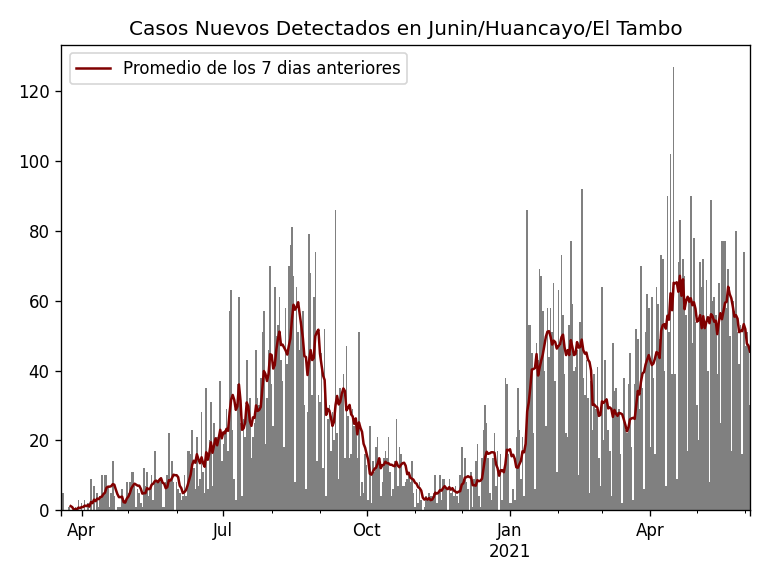 Casos Nuevos Detectados en Junin/Huancayo/El Tambo
Promedio de los 7 dias anteriores
120
100
80
60
40
20
0
Apr Jul Oct Jan Apr
2021